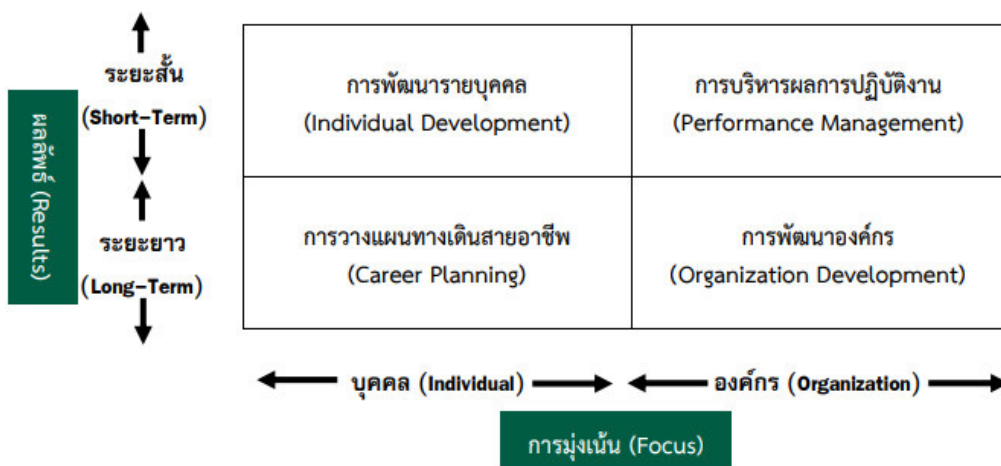 ผลลัพธ์ (Results)
ระยะสั้น
(Short-Term)
ระยะยาว
(Long-Term)
การพัฒนารายบุคคล
(Individual Development)
การบริหารผลการปฏิบัติงาน
(Performance Management)
การวางแผนทางเดินสายอาชีพ
(Career Planning)
การพัฒนาองค์กร
(Organization Development)
บุคคล (Individual)
องค์กร (Organization)
การมุ่งเน้น (Focus)